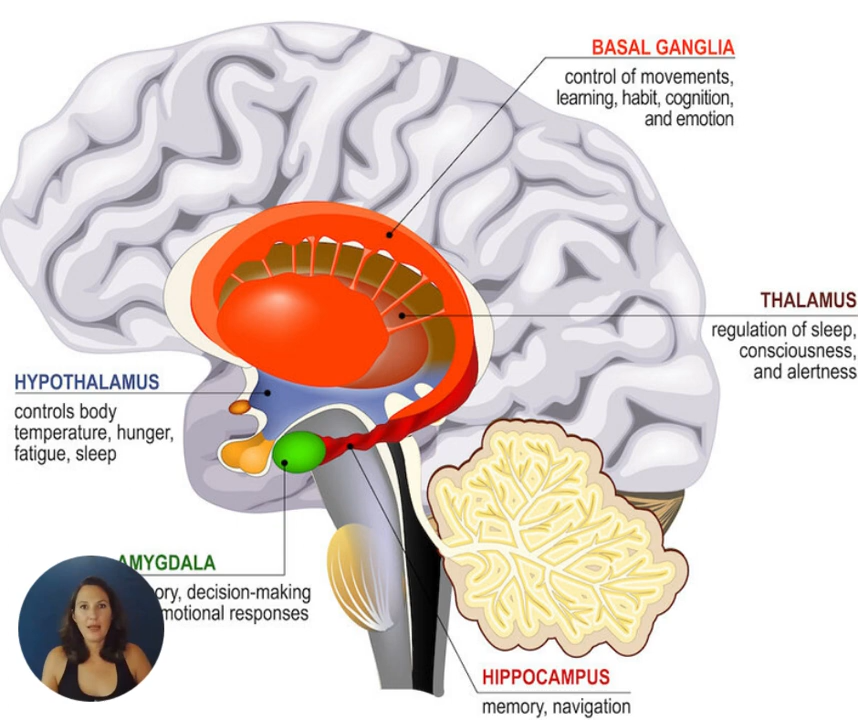 BASAL GANGLIA
control of movements,
learning, habit, cognition,
and emotion
THALAMUS
regulation of sleep,
consciousness,
and alertness
HYPOTHALAMUS
controls body
temperature, hunger,
fatigue, sleep
AMYGDALA
decision-making
responses
HIPPOCAMPUS
memory, navigation